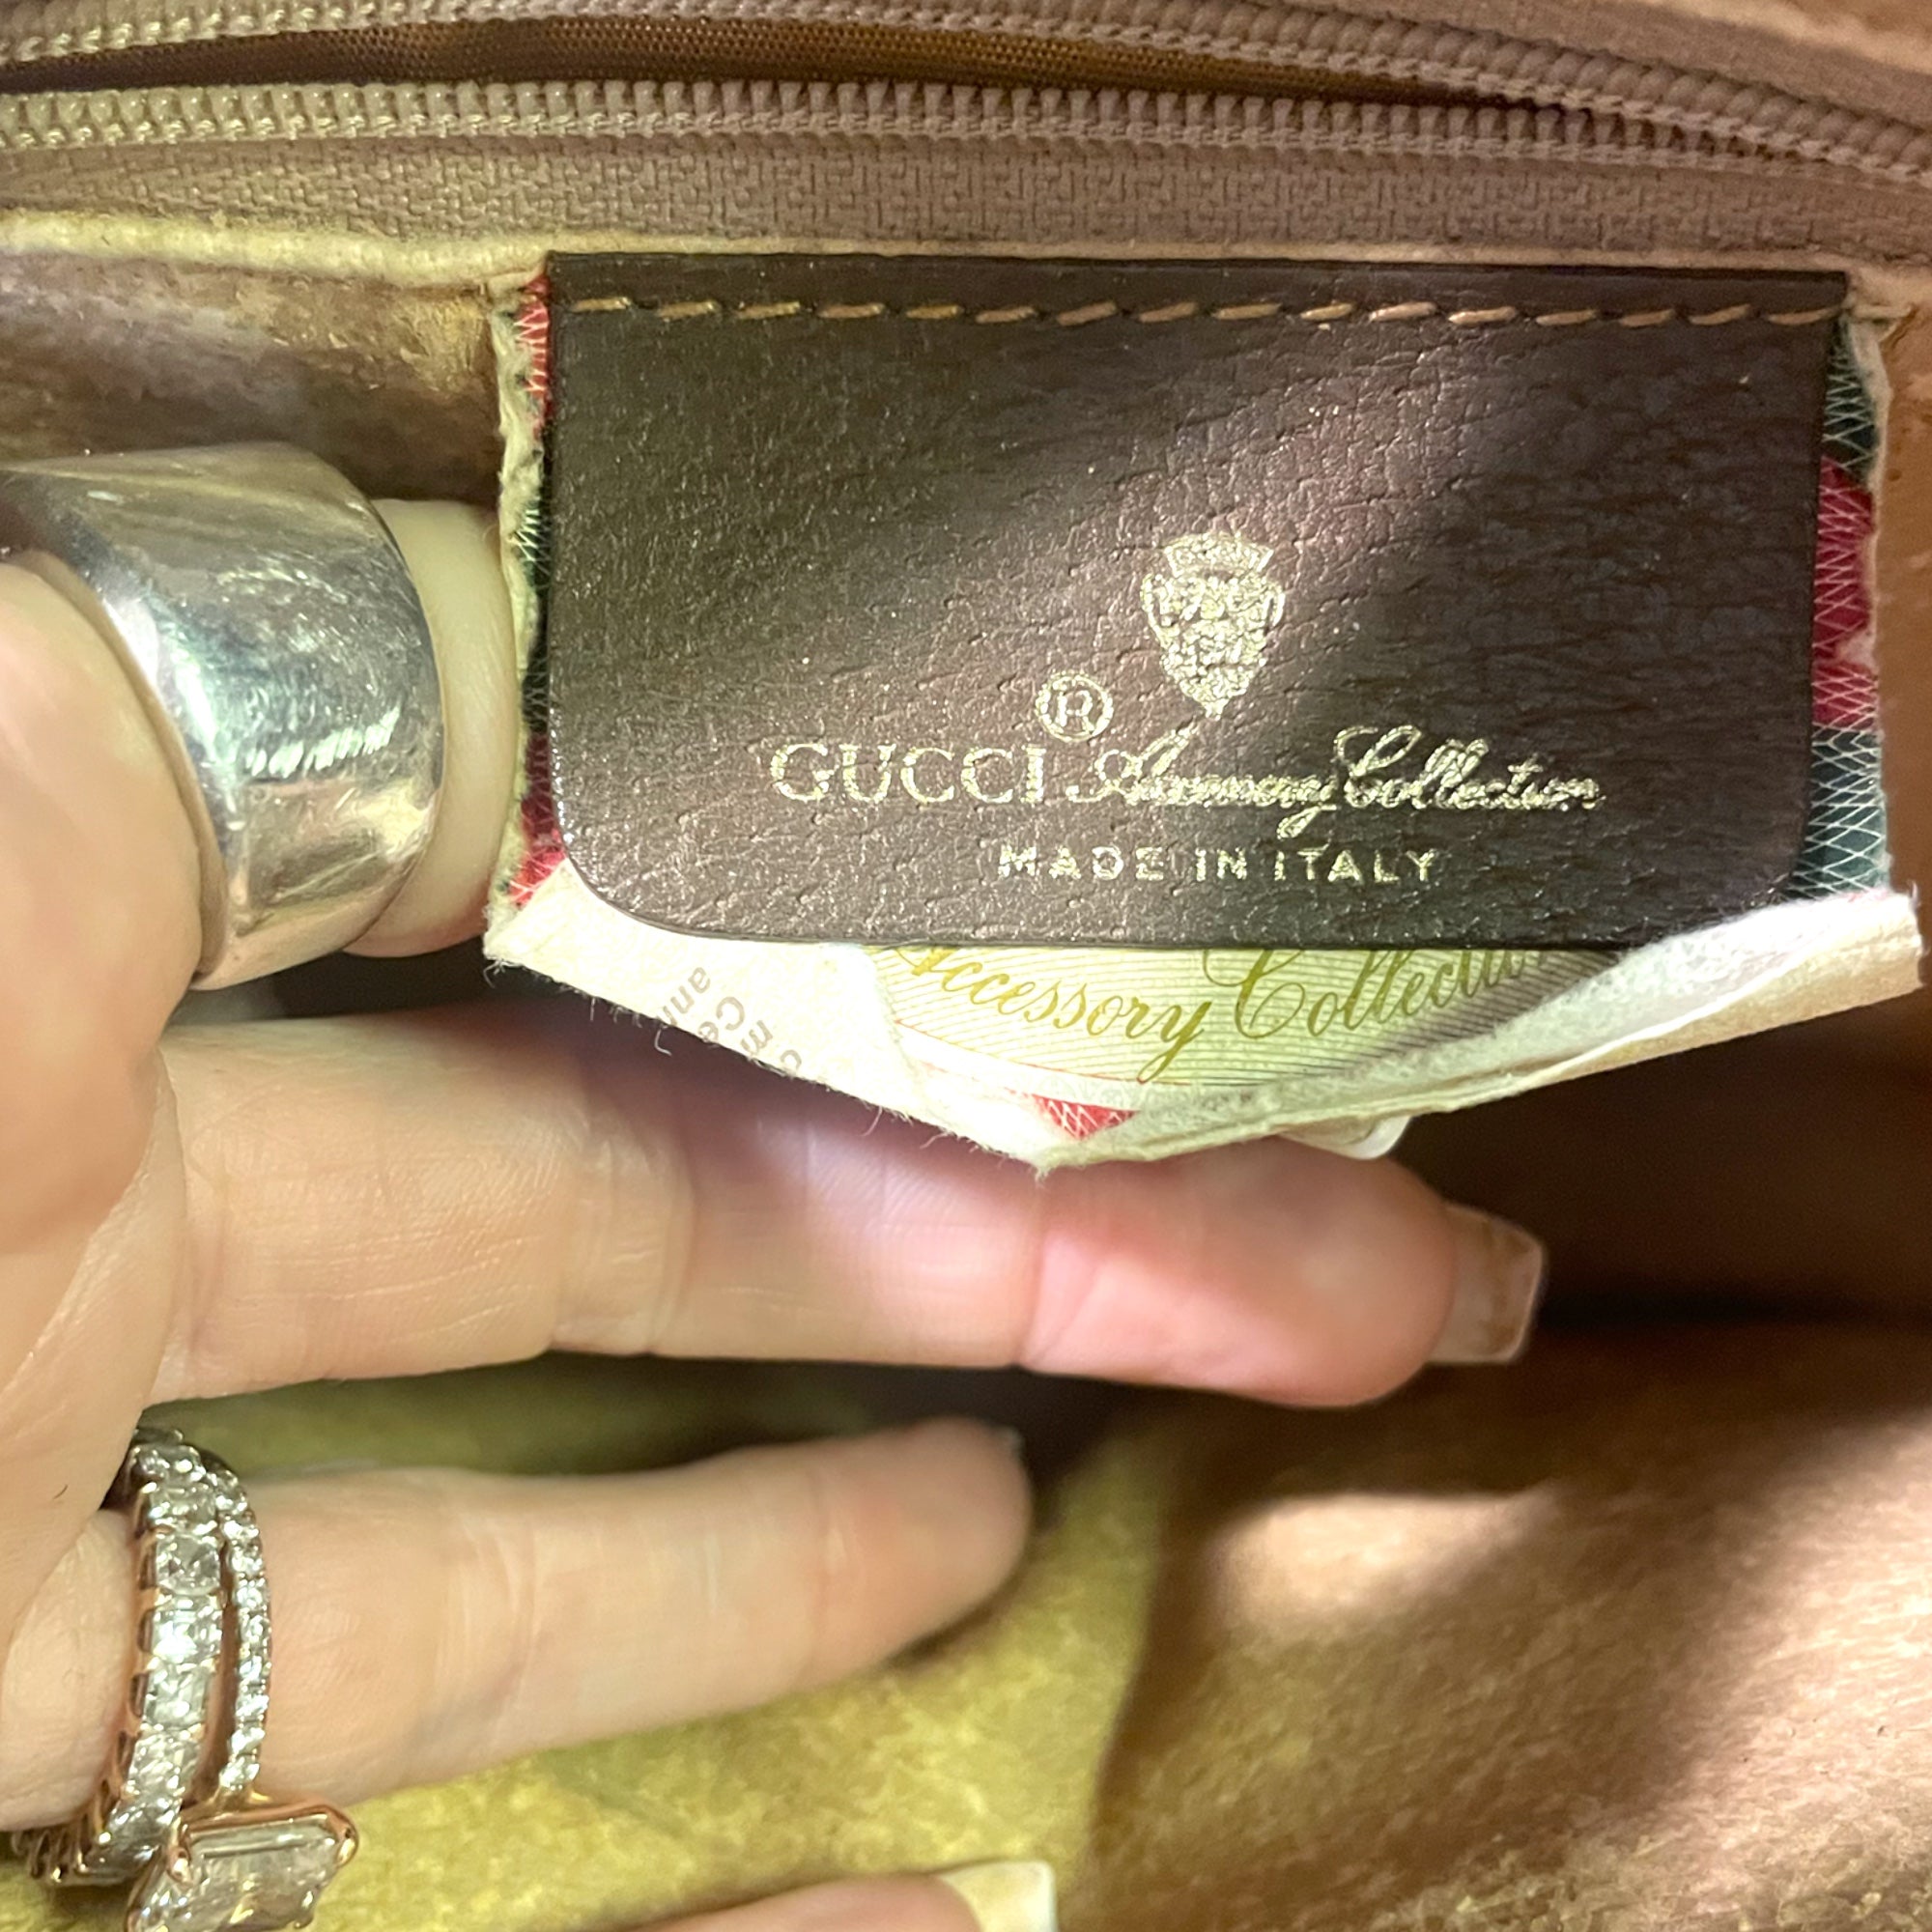 ®
GUCCI Accessory Collection
MADE IN ITALY
Accessory Collection